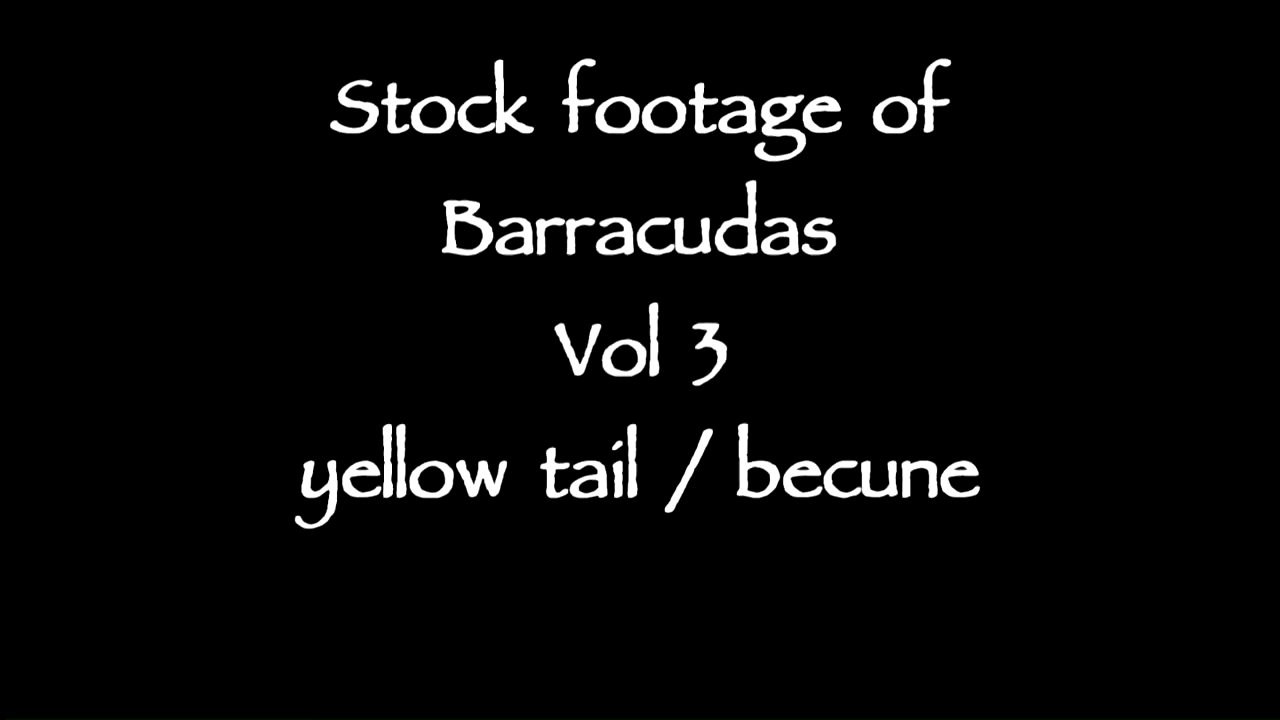 Stock footage of
Barracudas
Vol 3
yellow tail / becune